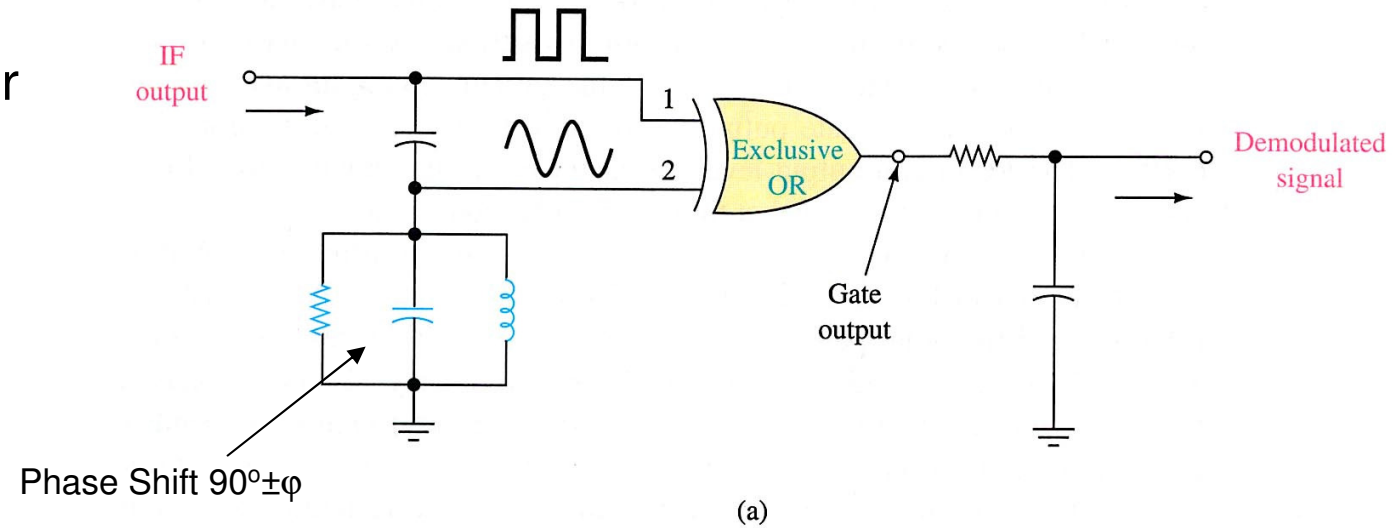 r
IF
output
1
2
Exclusive
OR
Demodulated
signal
Gate
output
Phase Shift 90º±φ
(a)